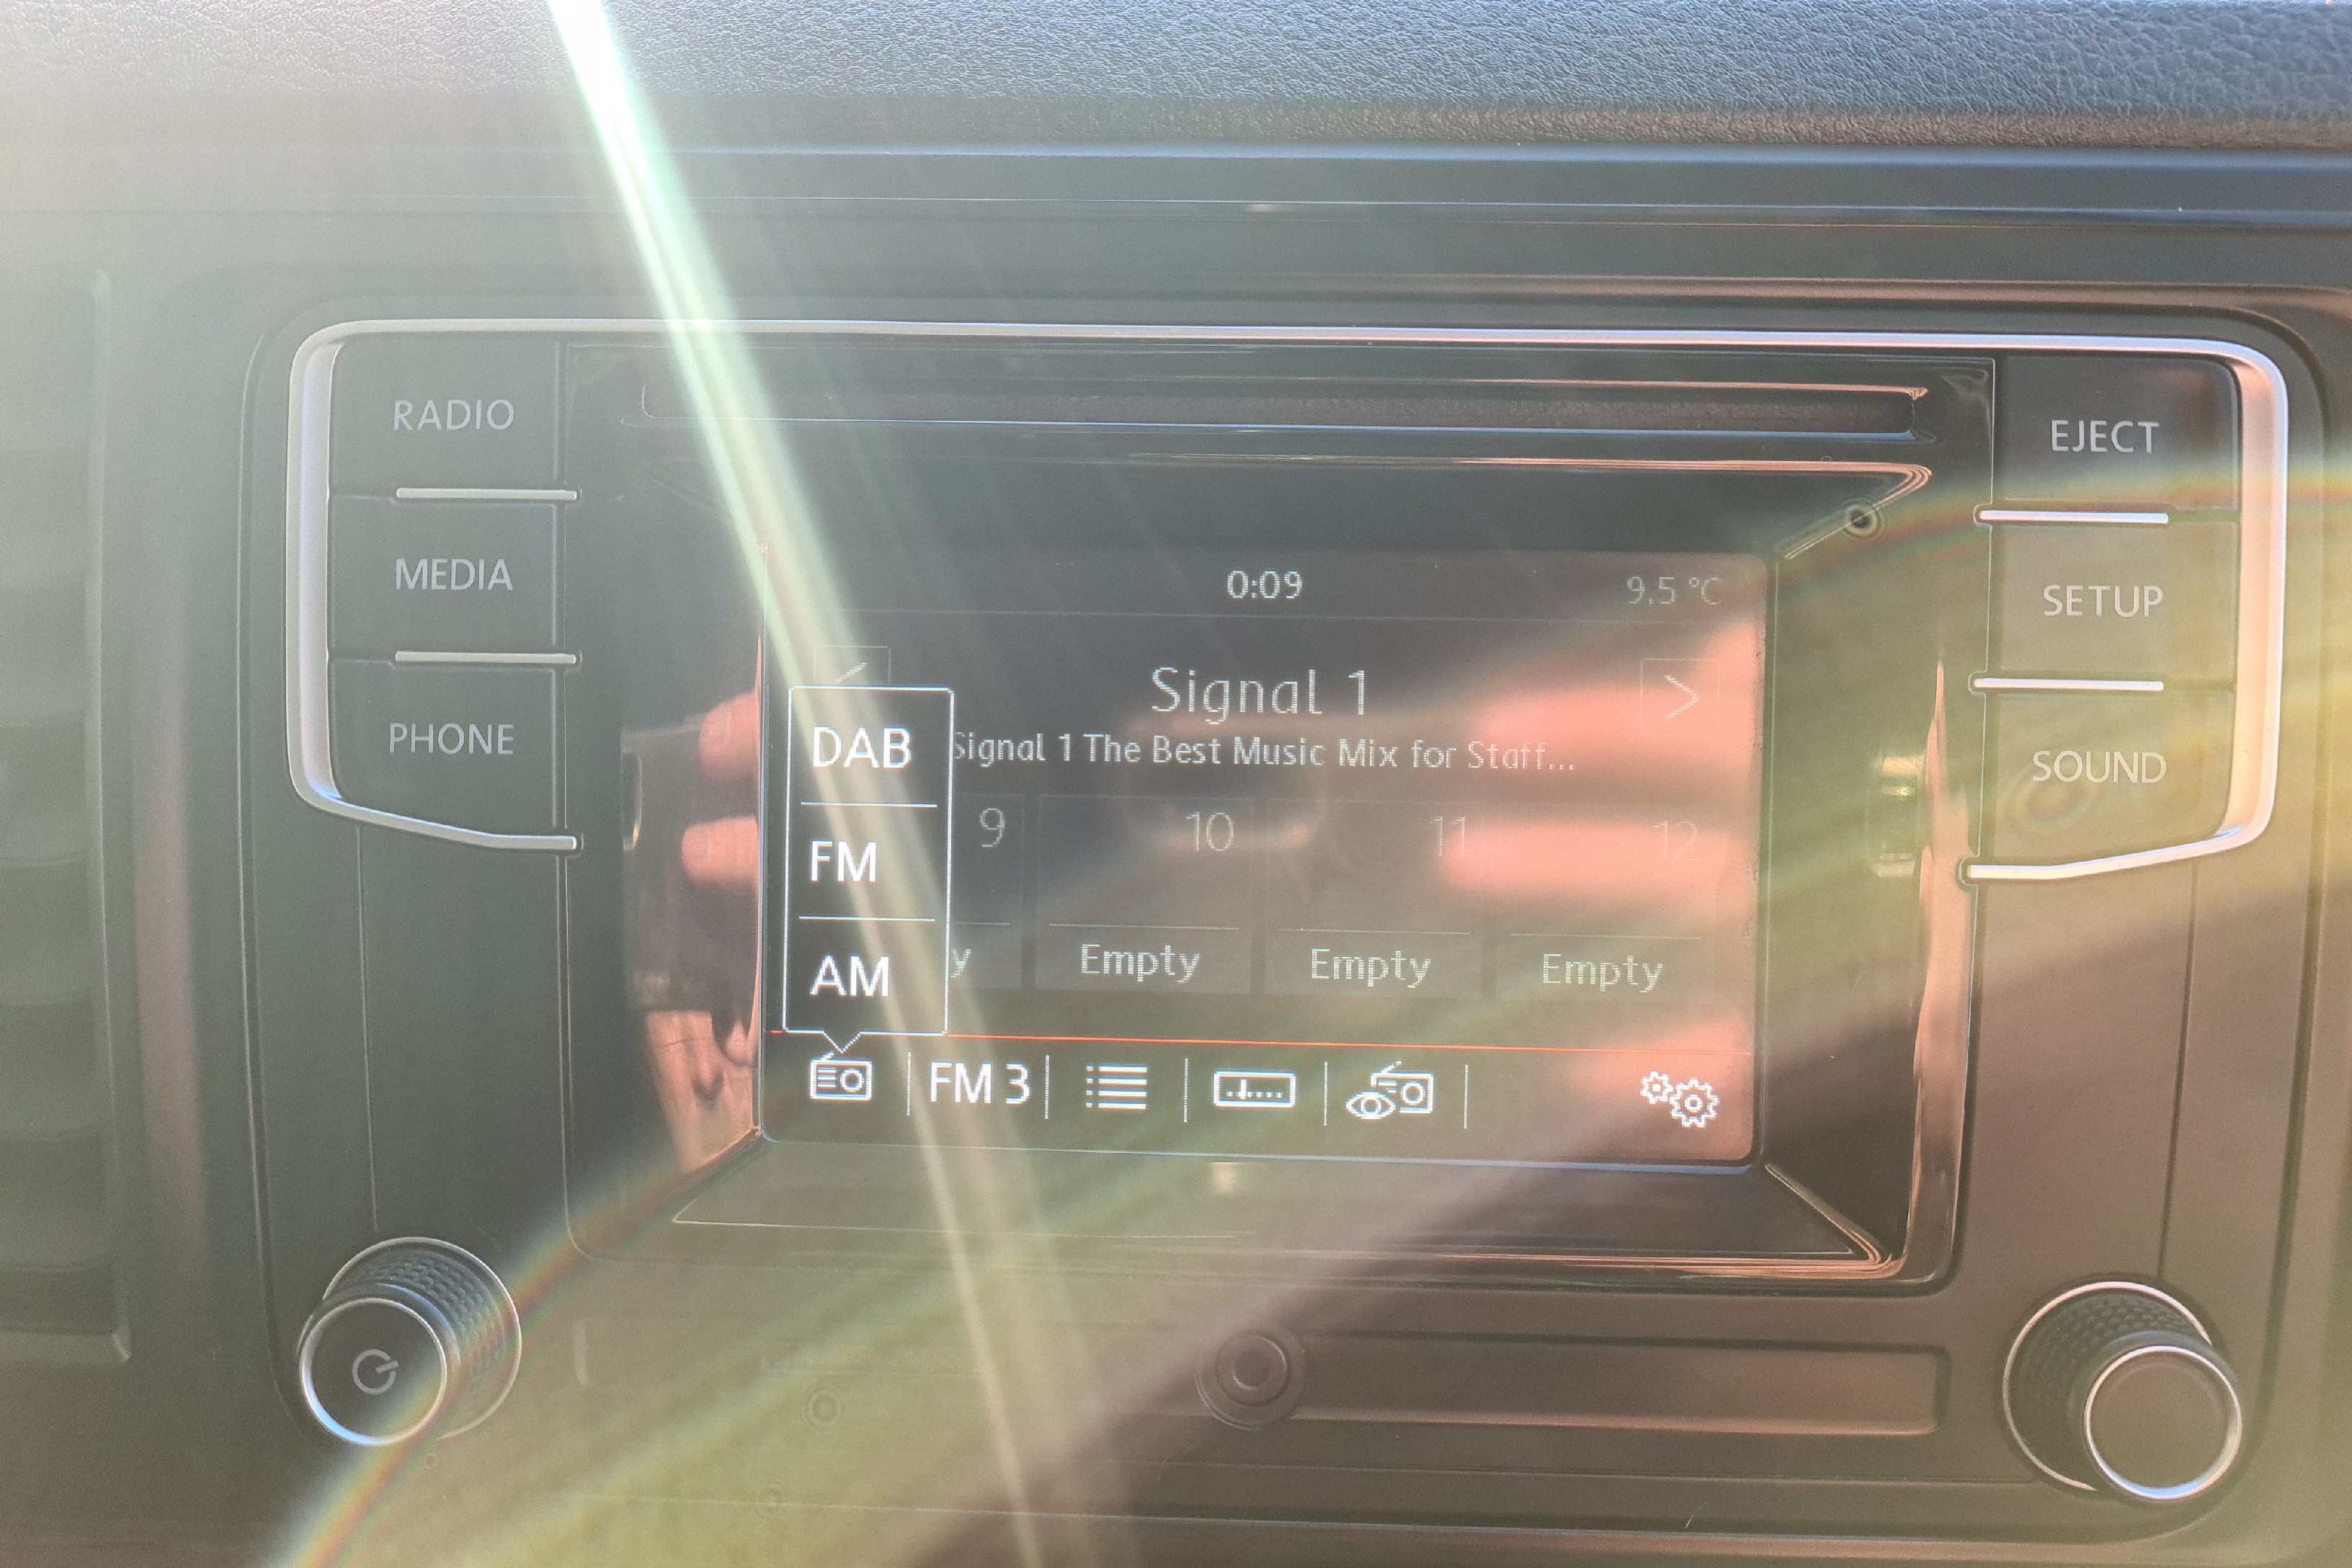 RADIO
MEDIA
PHONE
EJECT
SETUP
SOUND
0:09
9.5 °C
<
Signal 1
>
Signal 1 The Best Music Mix for Staff...
DAB
FM
AM
9
10
11
12
y
Empty
Empty
Empty
FM 3